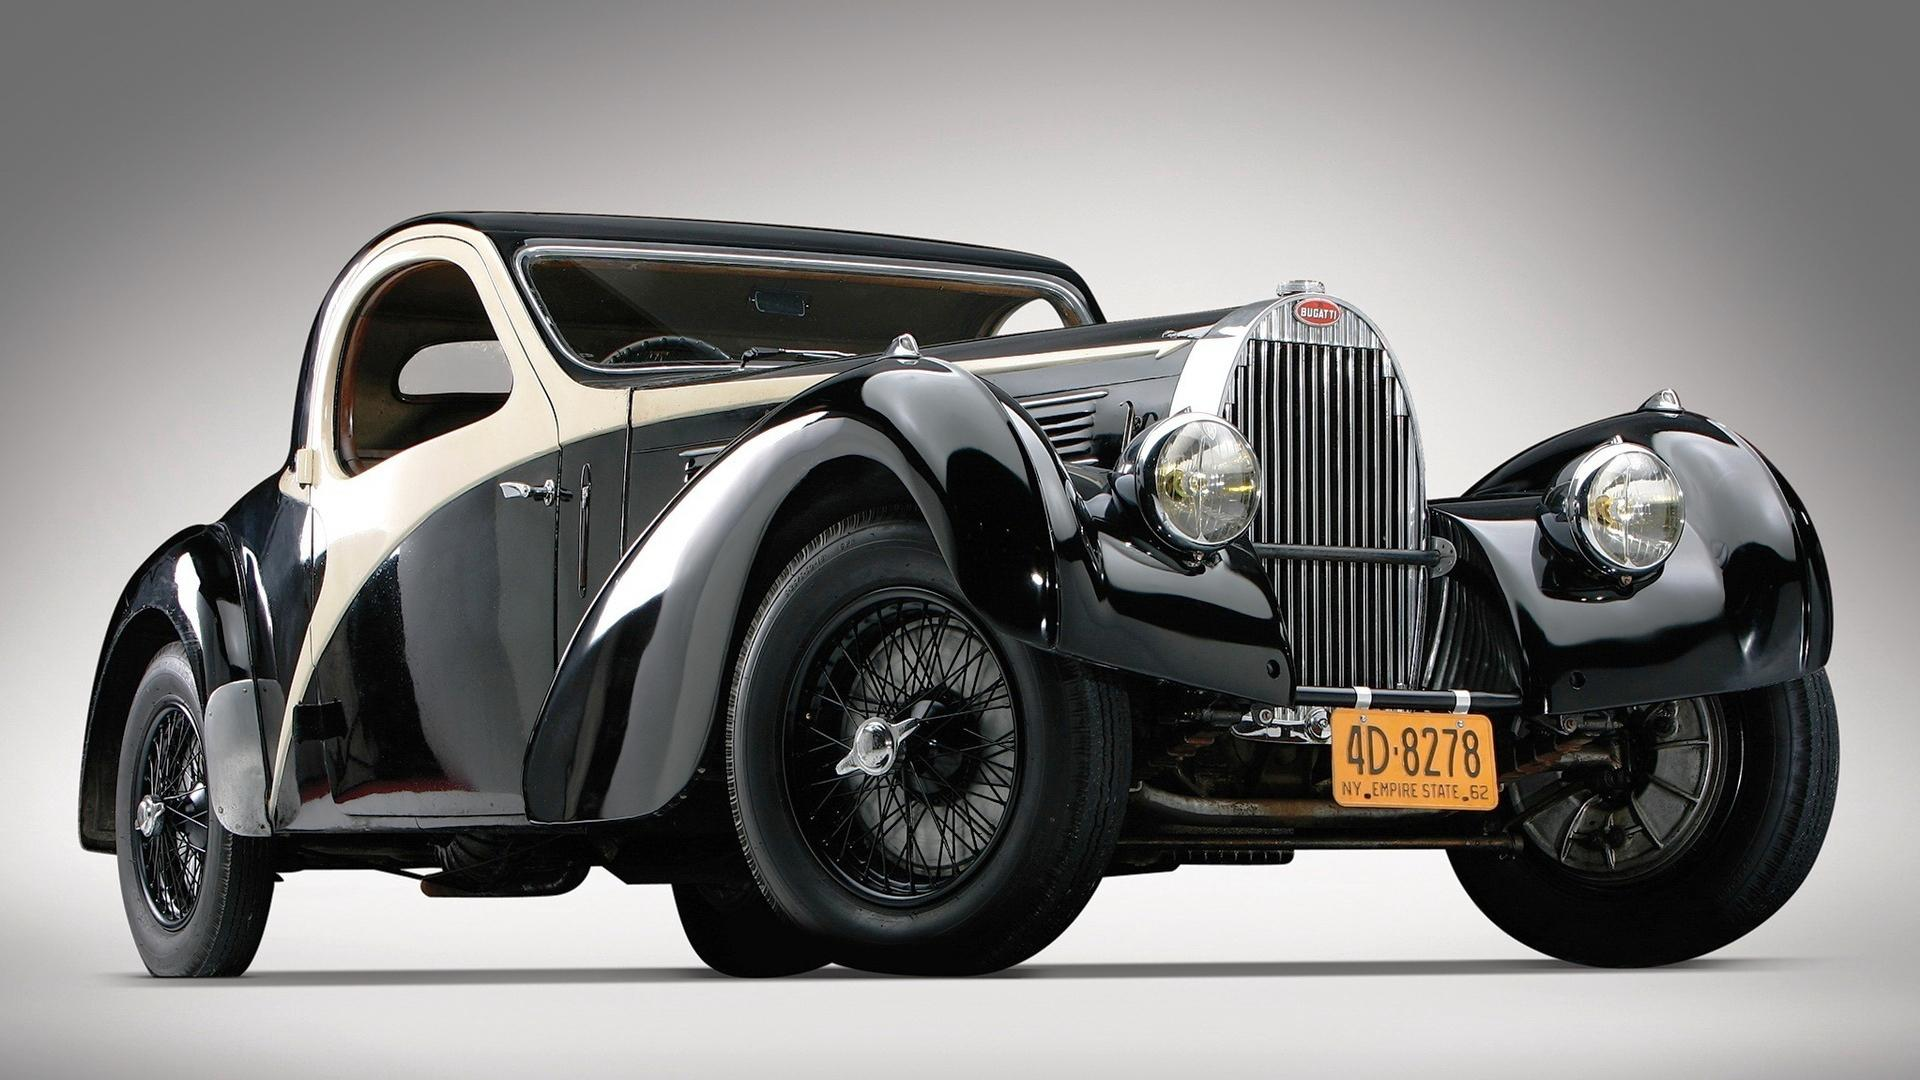 BUGATTI
4D-8278
NY EMPIRE STATE 62